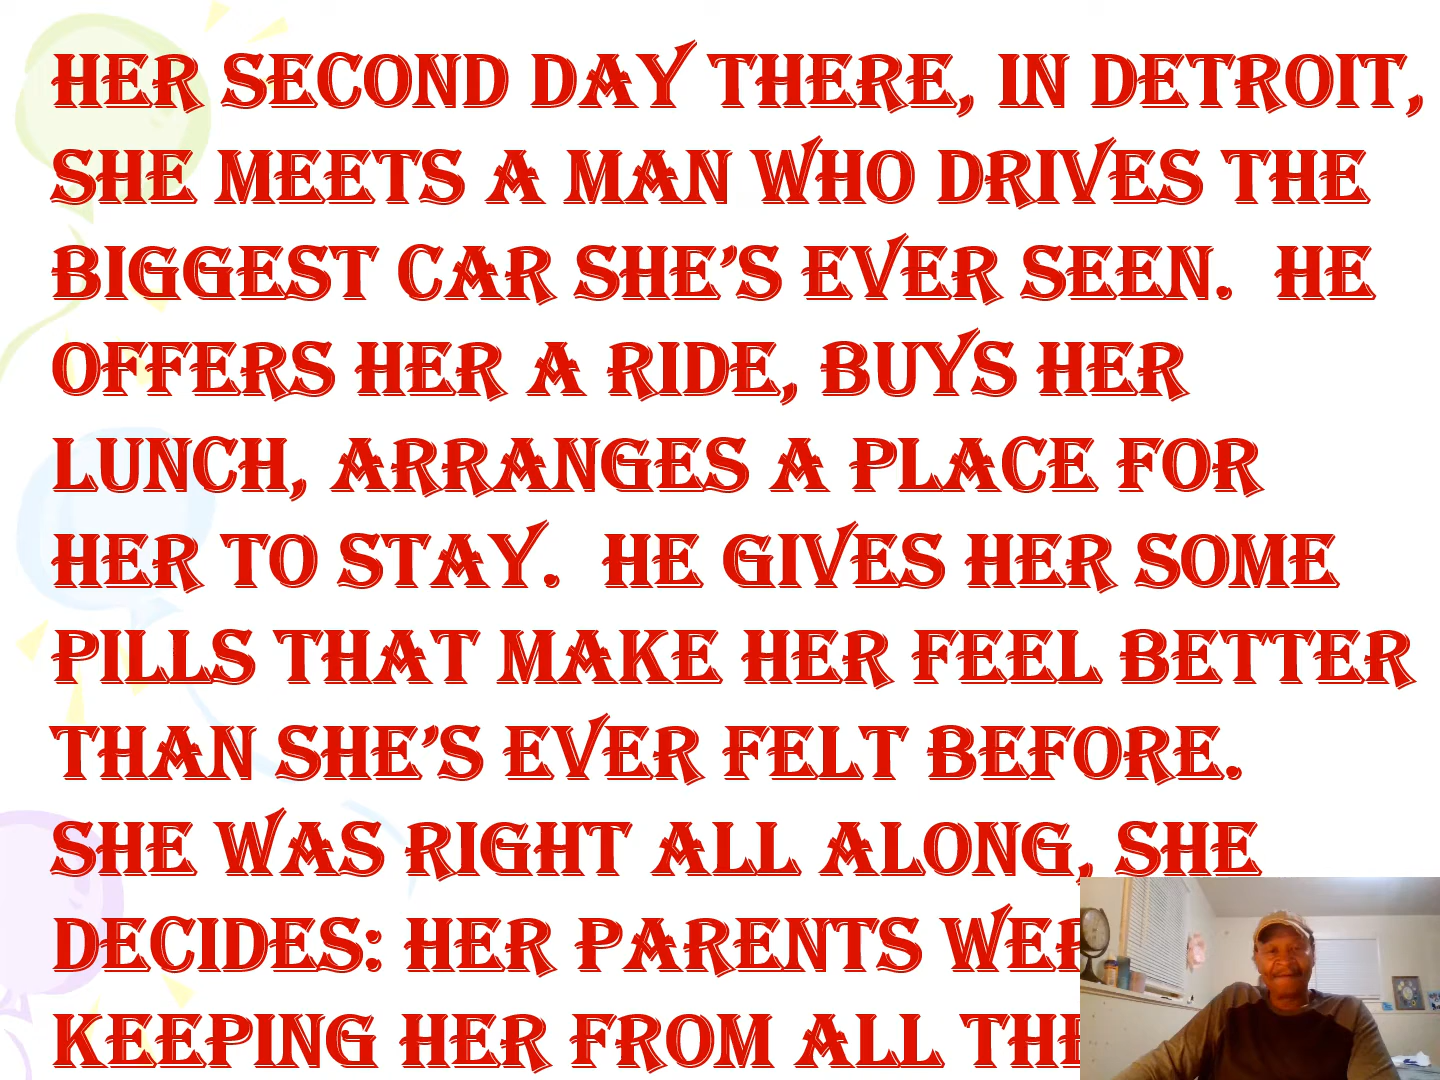 HER SECOND DAY THERE, IN DETROIT,
SHE MEETS A MAN WHO DRIVES THE
BIGGEST CAR SHE'S EVER SEEN. HE
OFFERS HER A RIDE, BUYS HER
LUNCH, ARRANGES A PLACE FOR
HER TO STAY. HE GIVES HER SOME
PILLS THAT MAKE HER FEEL BETTER
THAN SHE'S EVER FELT BEFORE.
SHE WAS RIGHT ALL ALONG, SHE
DECIDES: HER PARENTS
KEEPING HER FROM ALL